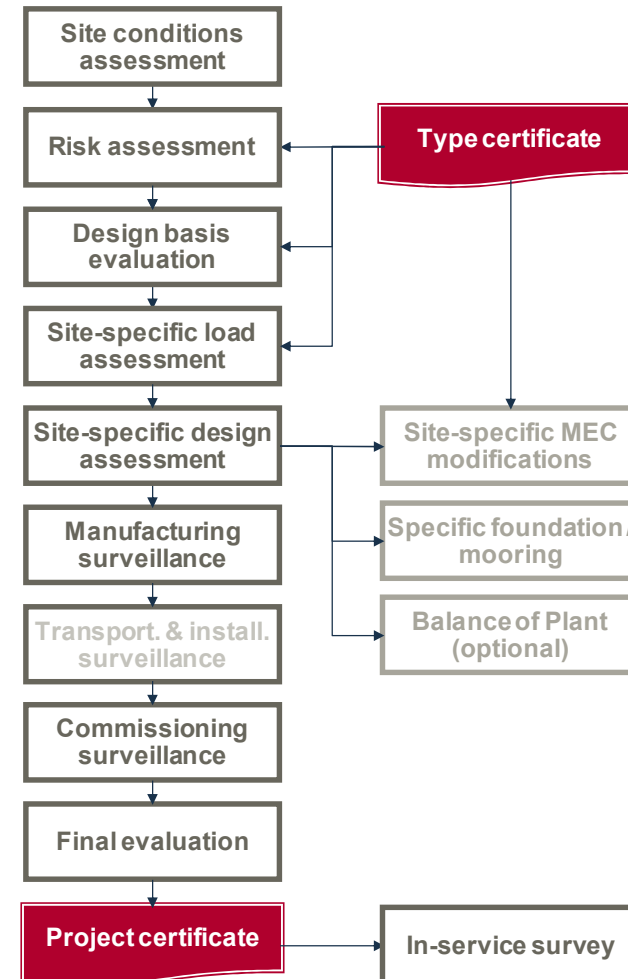 Site conditions
assessment
Risk assessment
Type certificate
Design basis
evaluation
Site-specific load
assessment
Site-specific design
assessment
Site-specific MEC
modifications
Manufacturing
surveillance
Specific foundation /
mooring
Transport. & install.
surveillance
Balance of Plant
(optional)
Commissioning
surveillance
Final evaluation
Project certificate
In-service survey